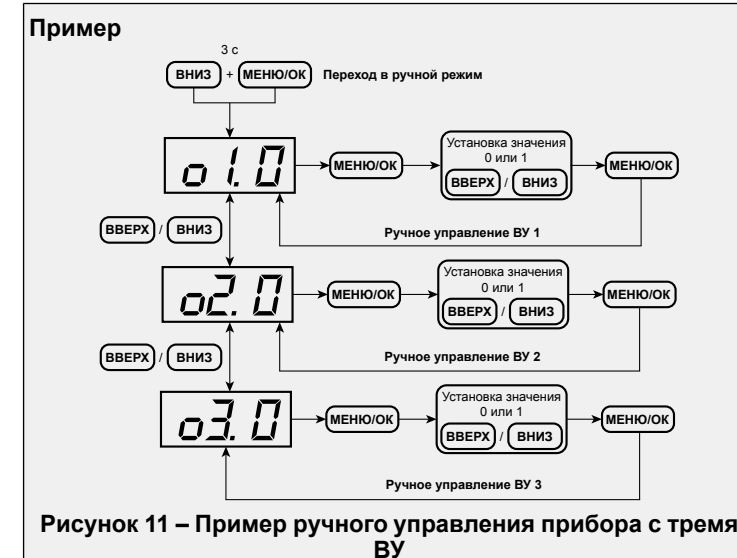 Пример
3 с
ВНИЗ + МЕНЮ/ОК Переход в ручной режим
o1.0 МЕНЮ/ОК Установка значения
0 или 1
ВВЕРХ / ВНИЗ МЕНЮ/ОК
ВВЕРХ / ВНИЗ Ручное управление ВУ 1
o2.0 МЕНЮ/ОК Установка значения
0 или 1
ВВЕРХ / ВНИЗ МЕНЮ/ОК
ВВЕРХ / ВНИЗ Ручное управление ВУ 2
o3.0 МЕНЮ/ОК Установка значения
0 или 1
ВВЕРХ / ВНИЗ МЕНЮ/ОК
Ручное управление ВУ 3
Рисунок 11 – Пример ручного управления прибора с тремя
ВУ